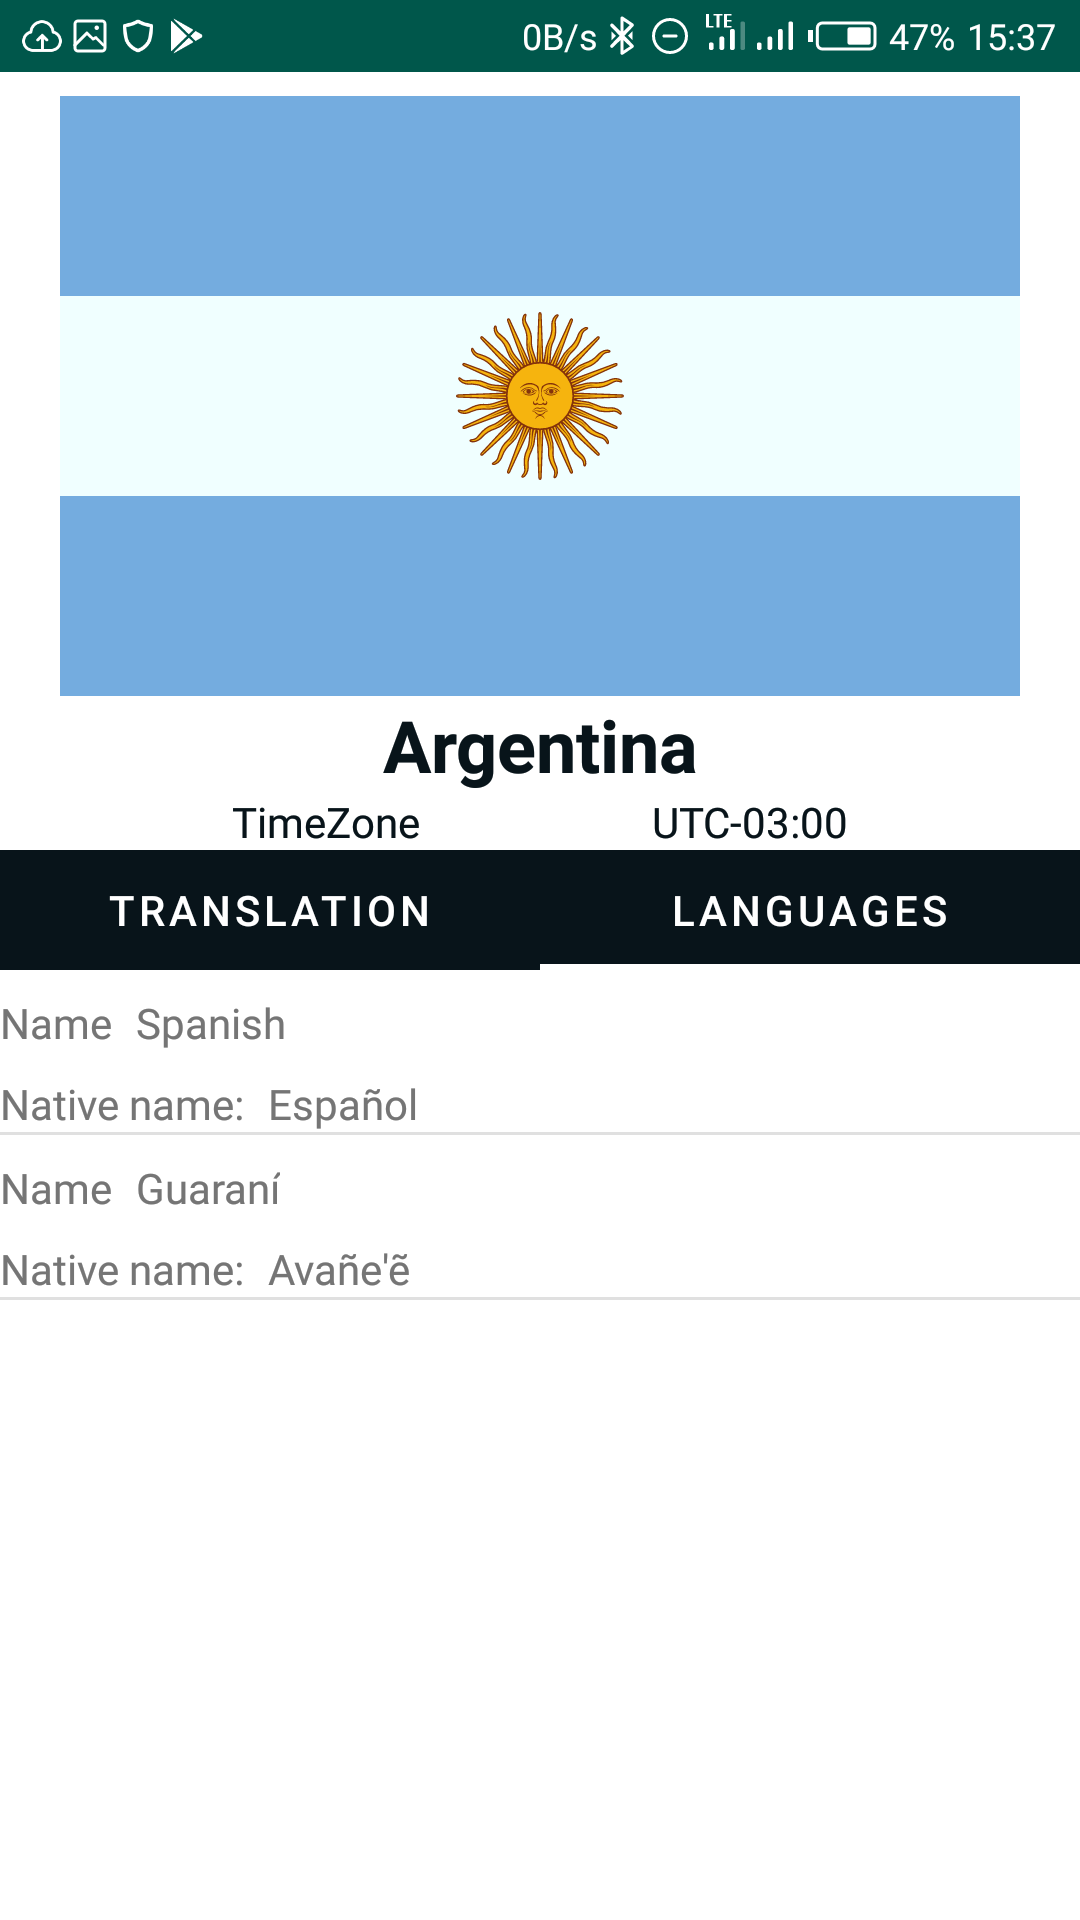 0B/s LTE 47% 15:37
Argentina
TimeZone UTC-03:00
TRANSLATION LANGUAGES
Name Spanish
Native name: Español
Name Guaraní
Native name: Avañe'ẽ